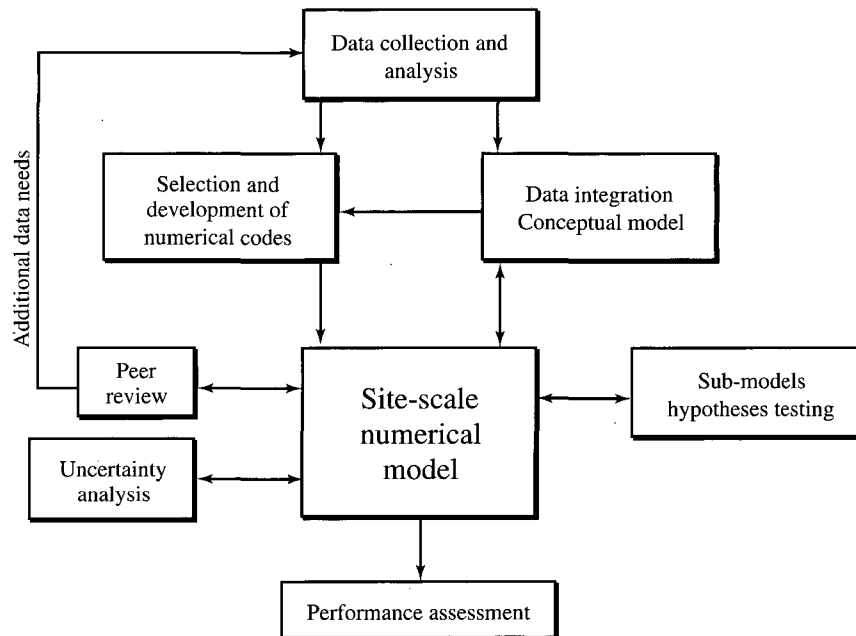 Data collection and
analysis
Selection and
development of
numerical codes
Data integration
Conceptual model
Additional data needs
Peer
review
Site-scale
numerical
model
Sub-models
hypotheses testing
Uncertainty
analysis
Performance assessment